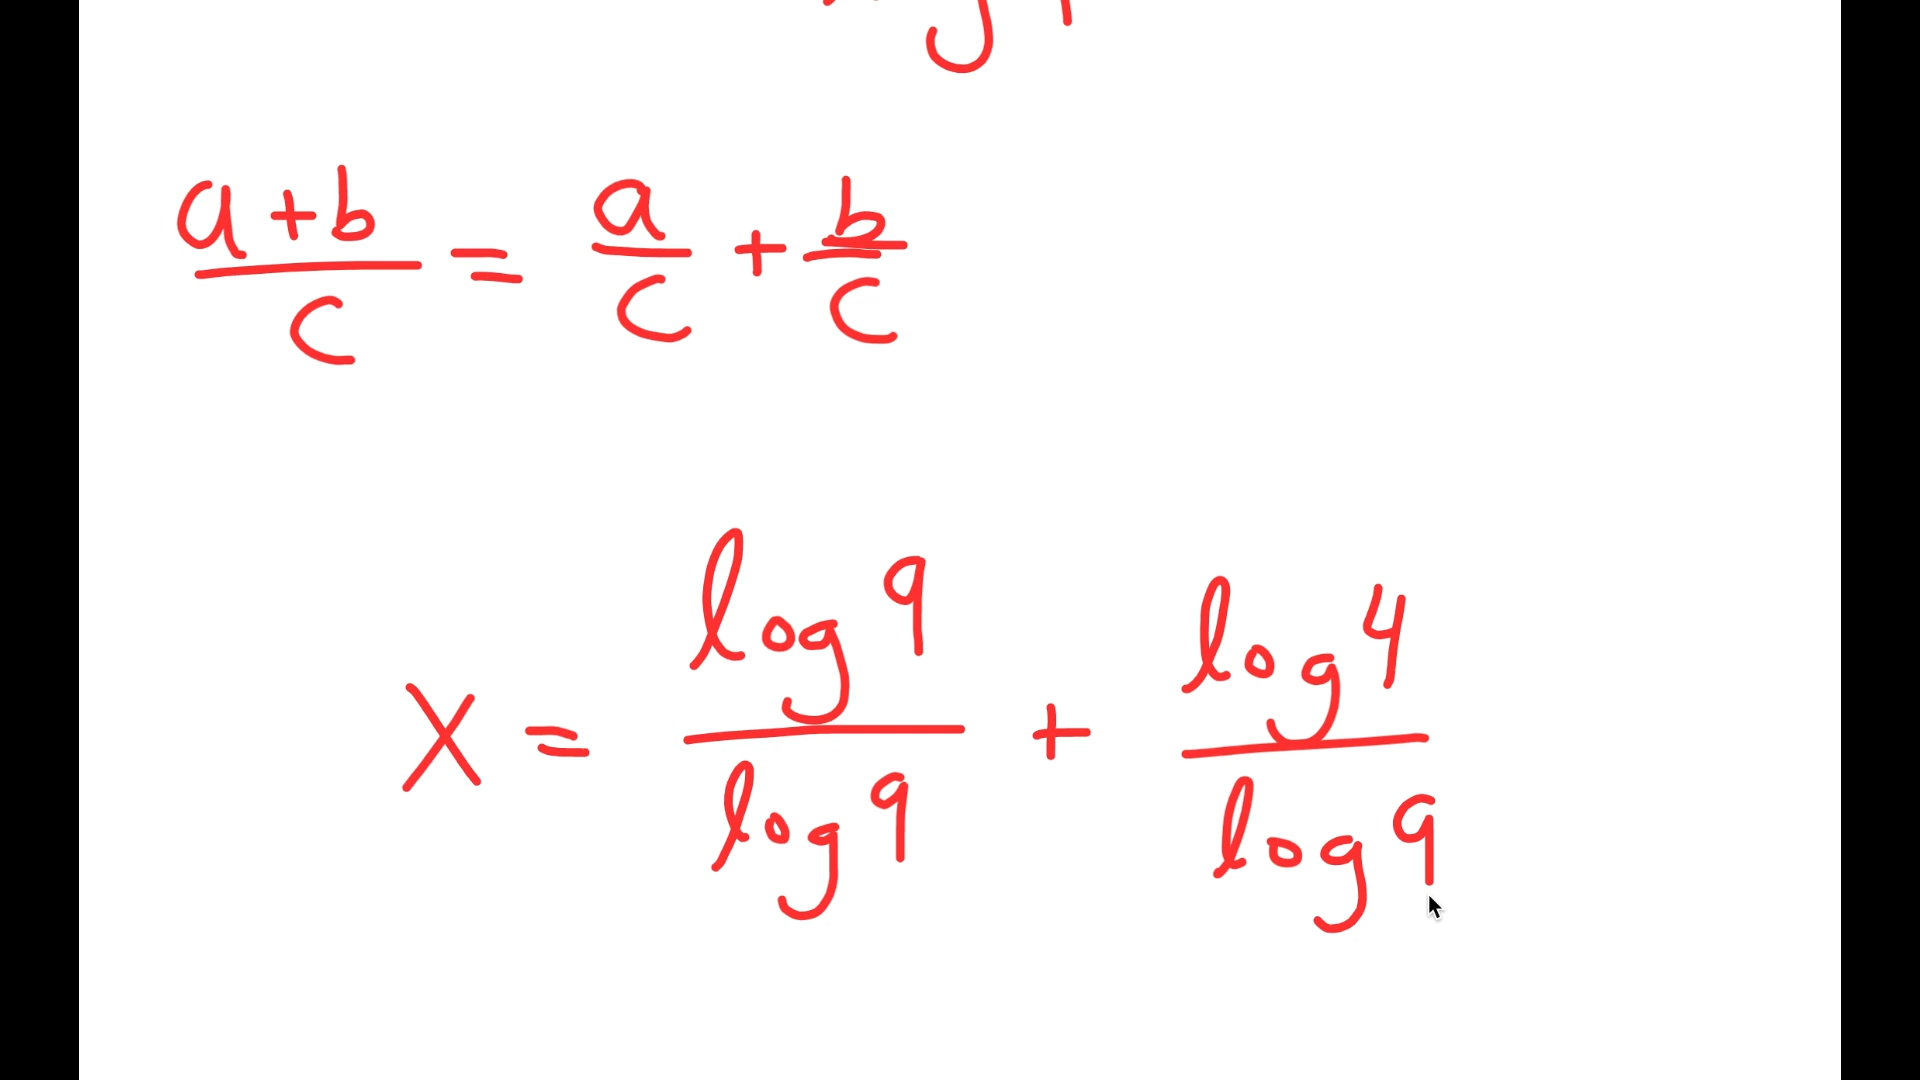 (a+b)/c = a/c + b/c
x = log 9/log 9 + log 4/log 9